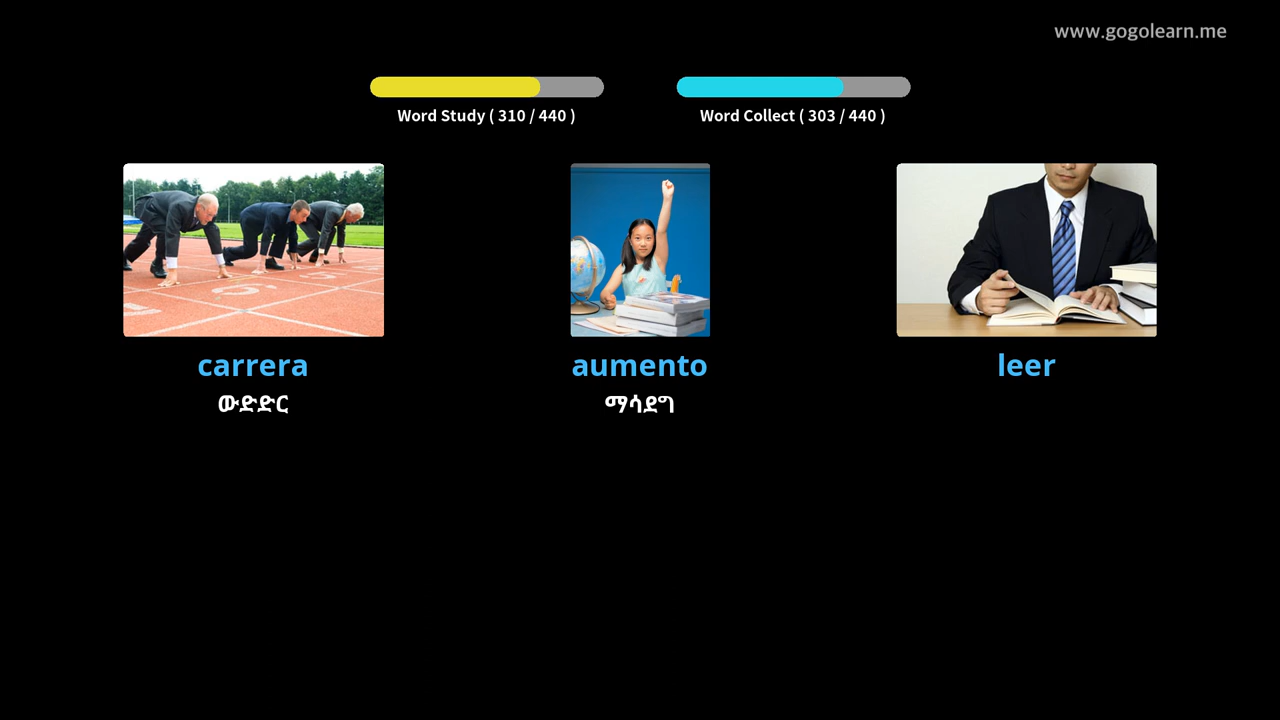 www.gogolearn.me
Word Study ( 310 / 440 )
Word Collect ( 303 / 440 )
carrera
aumento
leer
ውድድር
ማሳደግ